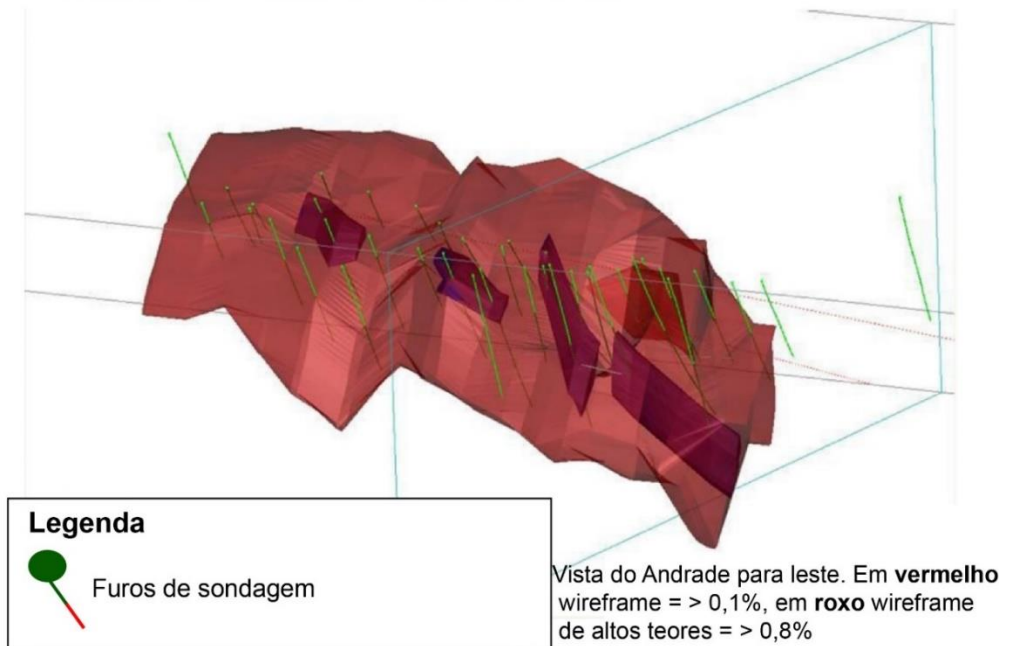 Legenda
Furos de sondagem
Vista do Andrade para leste. Em vermelho
wireframe = > 0,1%, em roxo wireframe
de altos teores = > 0,8%